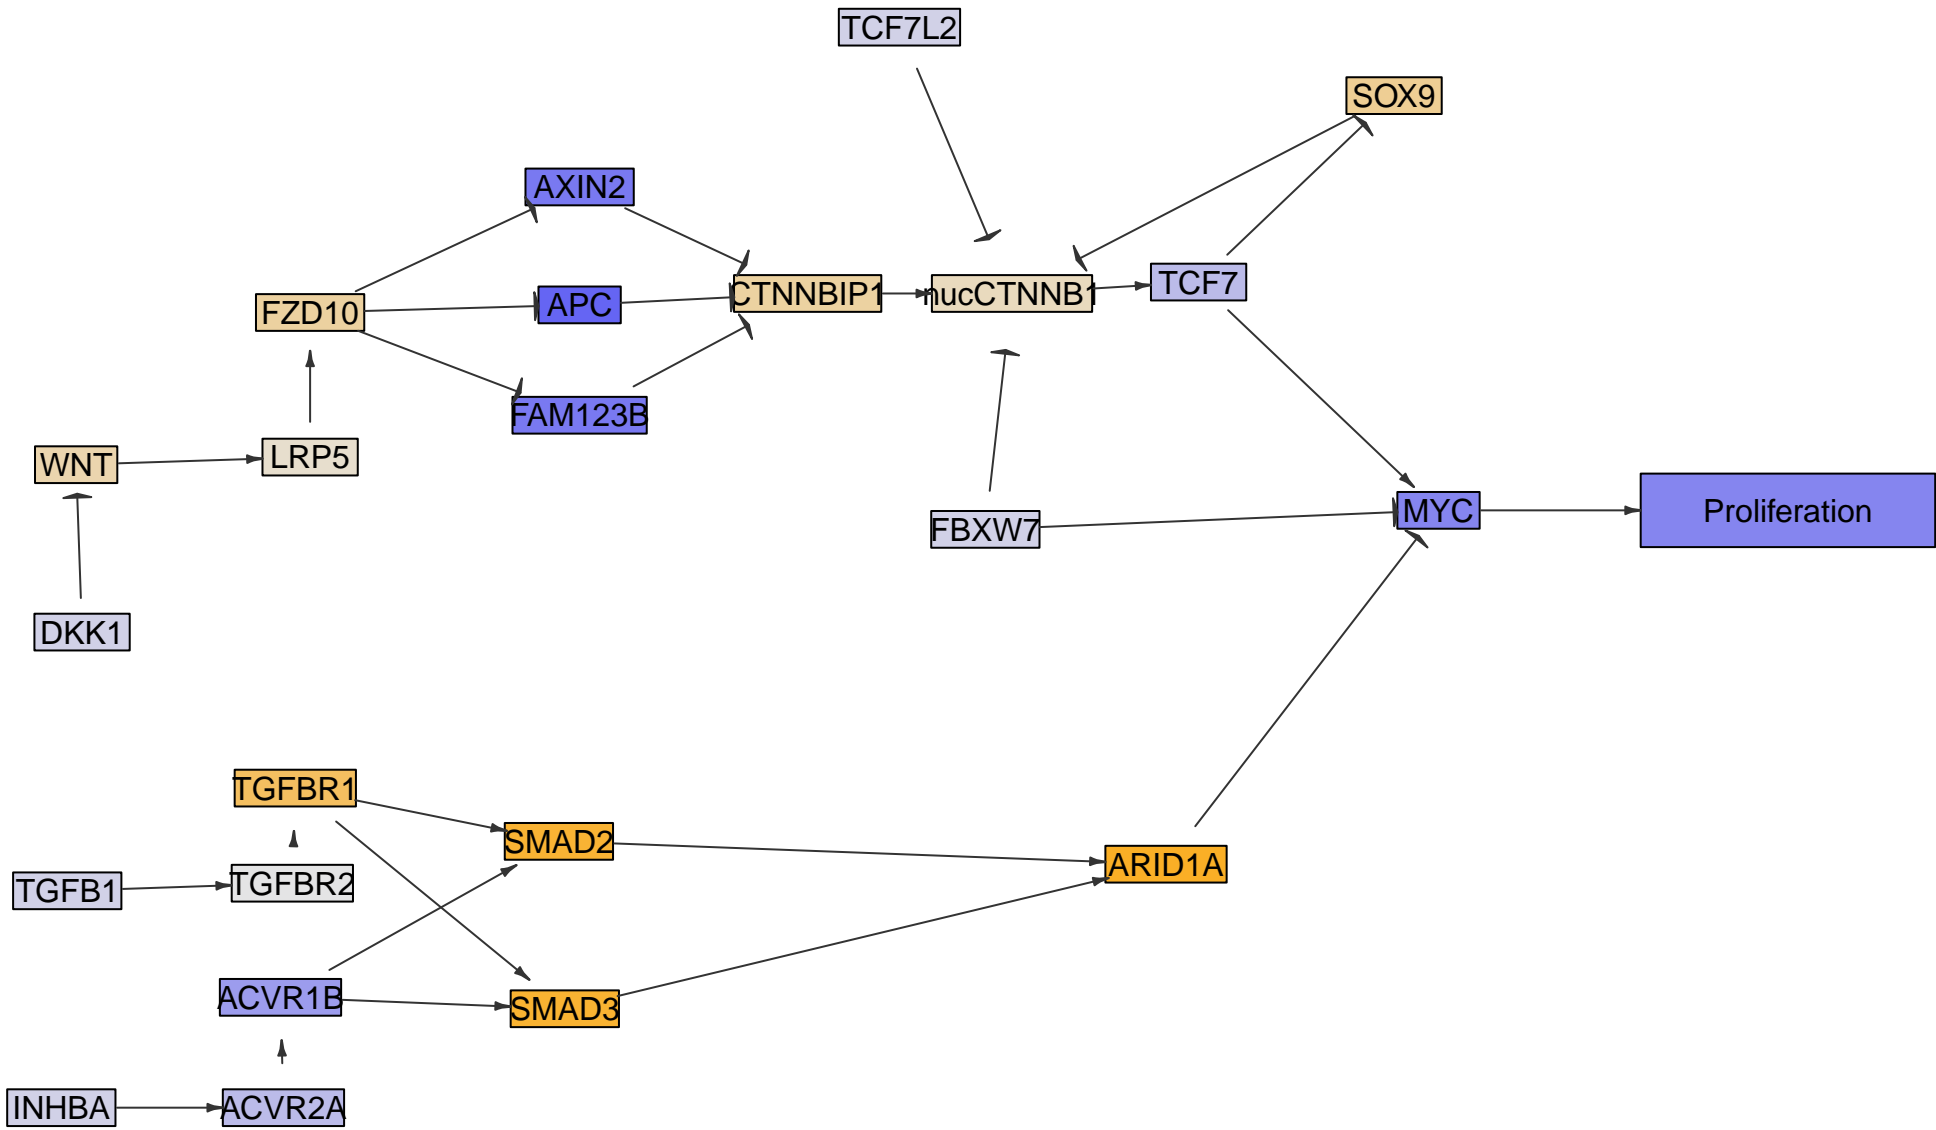 TCF7L2
SOX9
AXIN2
TCF7
CTNNBIP1
nucCTNNB1
APC
FZD10
FAM123B
LRP5
WNT
MYC
Proliferation
FBXW7
DKK1
TGFBR1
SMAD2
ARID1A
TGFBR2
TGFB1
ACVR1B
SMAD3
INHBA
ACVR2A